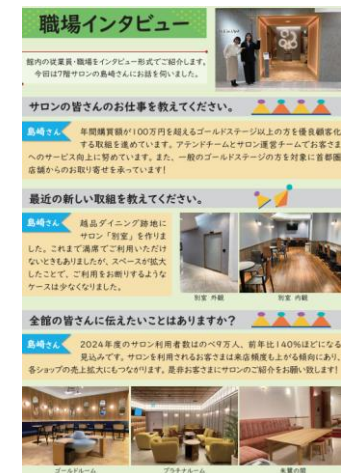 職場インタビュー
館内の従業員・職場をインタビュー形式でご紹介します。
今回は7階サロンの島崎さんにお話を伺いました。
サロンの皆さんのお仕事を教えてください。
島崎さん
年間購買額が100万円を超えるゴールドステージ以上の方を優良顧客化
する取組を進めています。アテンドチームとサロン運営チームでお客さま
へのサービス向上に努めています。また、一般のゴールドステージの方を対象に首都圏
店舗からのお取り寄せを承っています!
最近の新しい取組を教えてください。
島崎さん
越品ダイニング跡地に
サロン「別室」を作りま
した。これまで満席でご利用いただけ
ないときもありましたが、スペースが拡大
したことで、ご利用をお断りするような
ケースは少なくなりました。
別室 外観
別室 内観
全館の皆さんに伝えたいことはありますか?
島崎さん
2024年度のサロン利用者数はのべ9万人、前年比140%ほどになる
見込みです。サロンを利用されるお客さまは来店頻度も上がる傾向にあり、
各ショップの売上拡大にもつながります。是非お客さまにサロンのご紹介をお願い致します!
ゴールドルーム
プラチナルーム
朱鷺の間